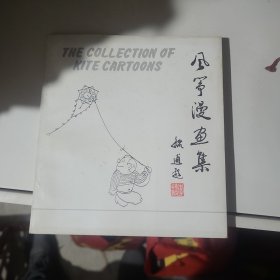 THE COLLECTION OF
KITE CARTOONS
风筝漫画集